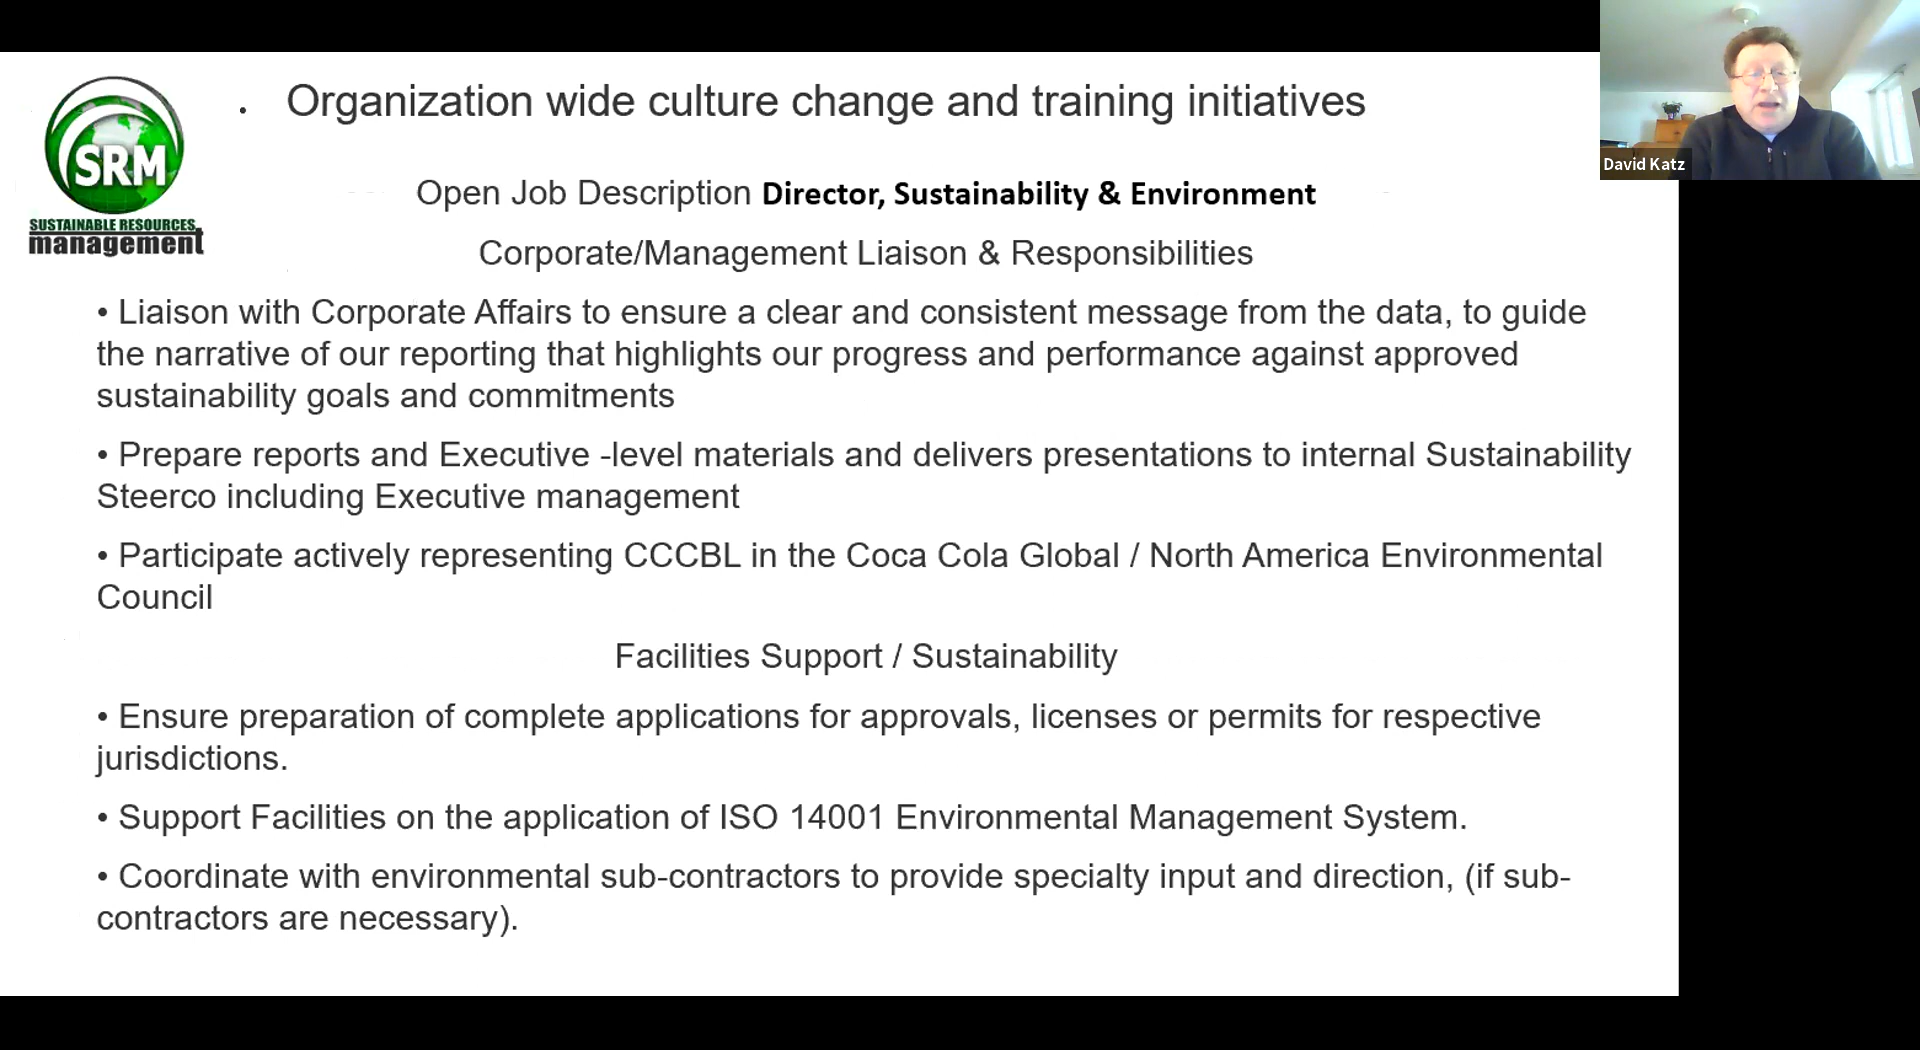 SRM
SUSTAINABLE RESOURCES
management
• Organization wide culture change and training initiatives
David Katz
Open Job Description Director, Sustainability & Environment
Corporate/Management Liaison & Responsibilities
• Liaison with Corporate Affairs to ensure a clear and consistent message from the data, to guide
the narrative of our reporting that highlights our progress and performance against approved
sustainability goals and commitments
• Prepare reports and Executive -level materials and delivers presentations to internal Sustainability
Steerco including Executive management
• Participate actively representing CCCBL in the Coca Cola Global / North America Environmental
Council
Facilities Support / Sustainability
• Ensure preparation of complete applications for approvals, licenses or permits for respective
jurisdictions.
• Support Facilities on the application of ISO 14001 Environmental Management System.
• Coordinate with environmental sub-contractors to provide specialty input and direction, (if sub-
contractors are necessary).